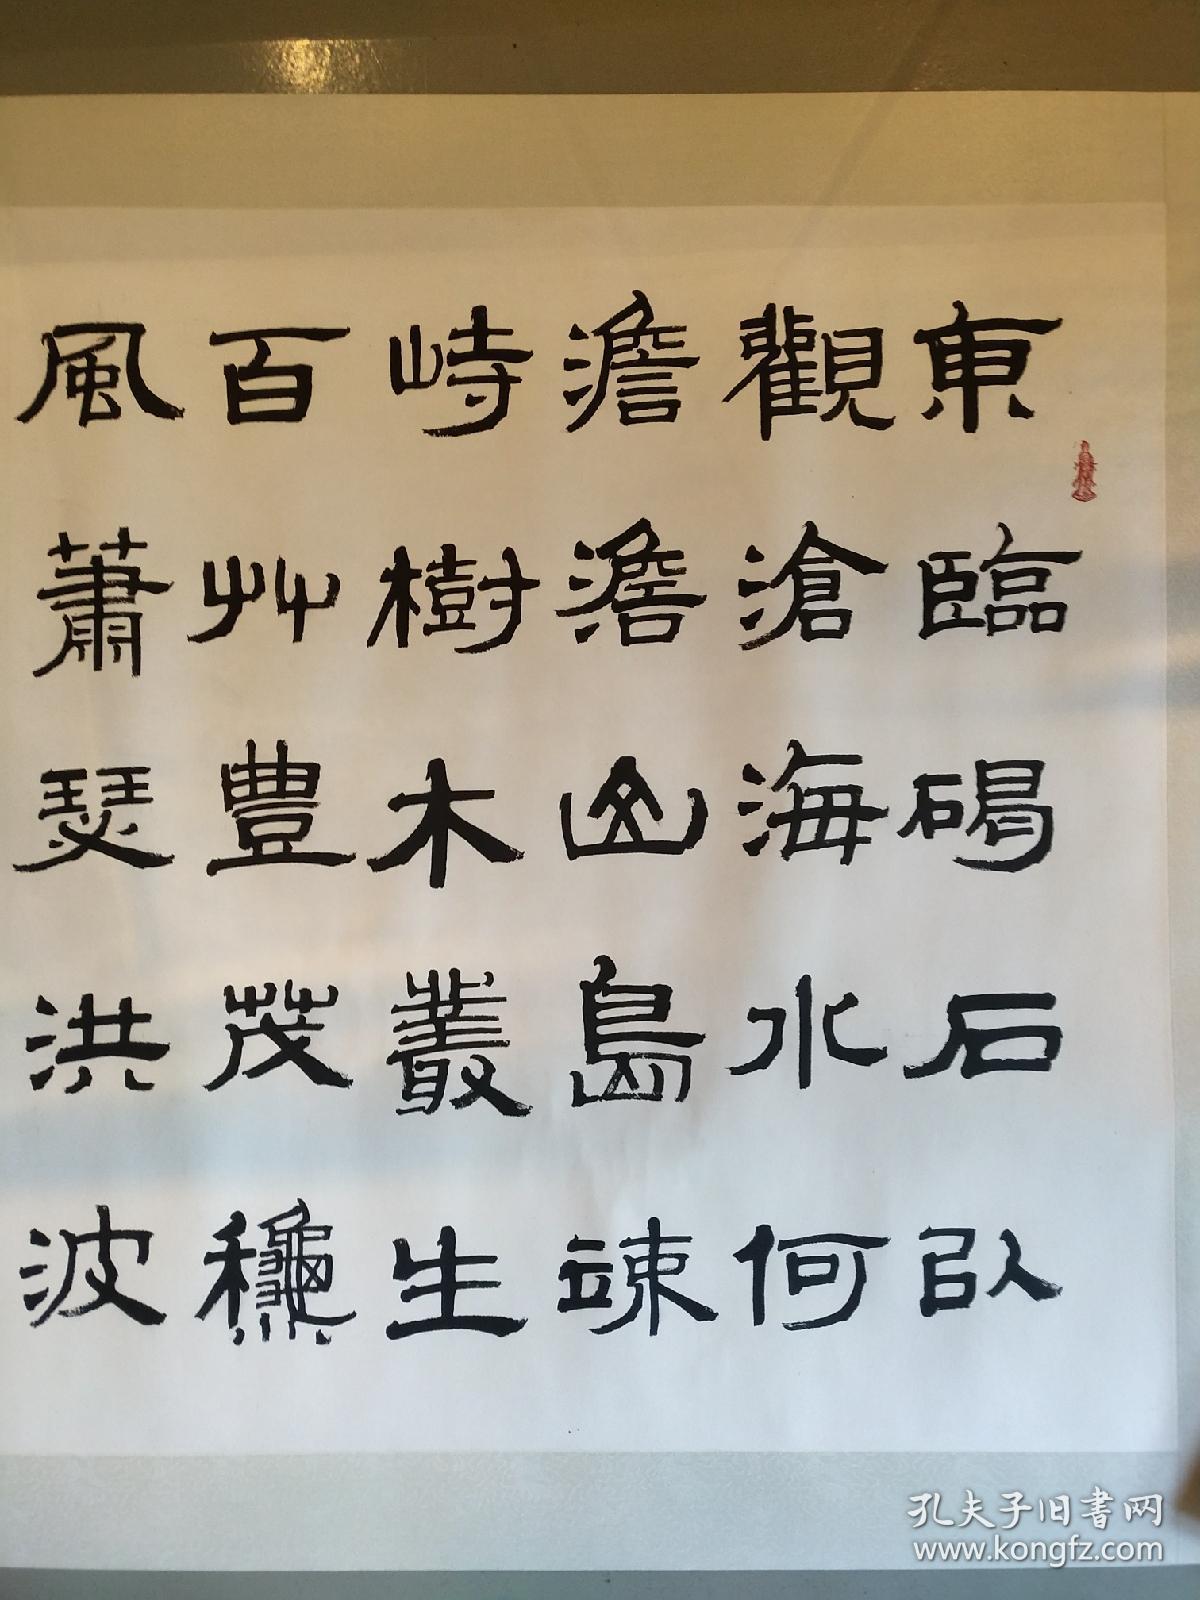 東臨碣石㠯
觀滄海水何
澹澹山島竦
峙樹木叢生
百艸豐茂穐
風蕭瑟洪波
孔夫子旧书网
www.kongfz.com